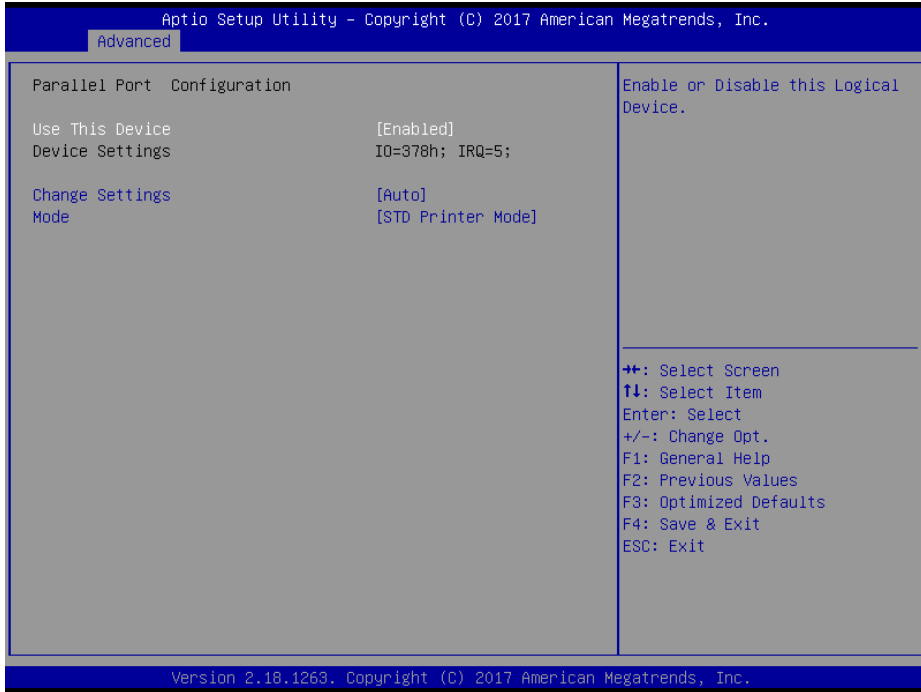 Aptio Setup Utility – Copyright (C) 2017 American Megatrends, Inc.
Advanced
Parallel Port  Configuration
Use This Device [Enabled]
Device Settings IO=378h; IRQ=5;
Change Settings [Auto]
Mode [STD Printer Mode]
Enable or Disable this Logical
Device.
→←: Select Screen
↑↓: Select Item
Enter: Select
+/-: Change Opt.
F1: General Help
F2: Previous Values
F3: Optimized Defaults
F4: Save & Exit
ESC: Exit
Version 2.18.1263. Copyright (C) 2017 American Megatrends, Inc.